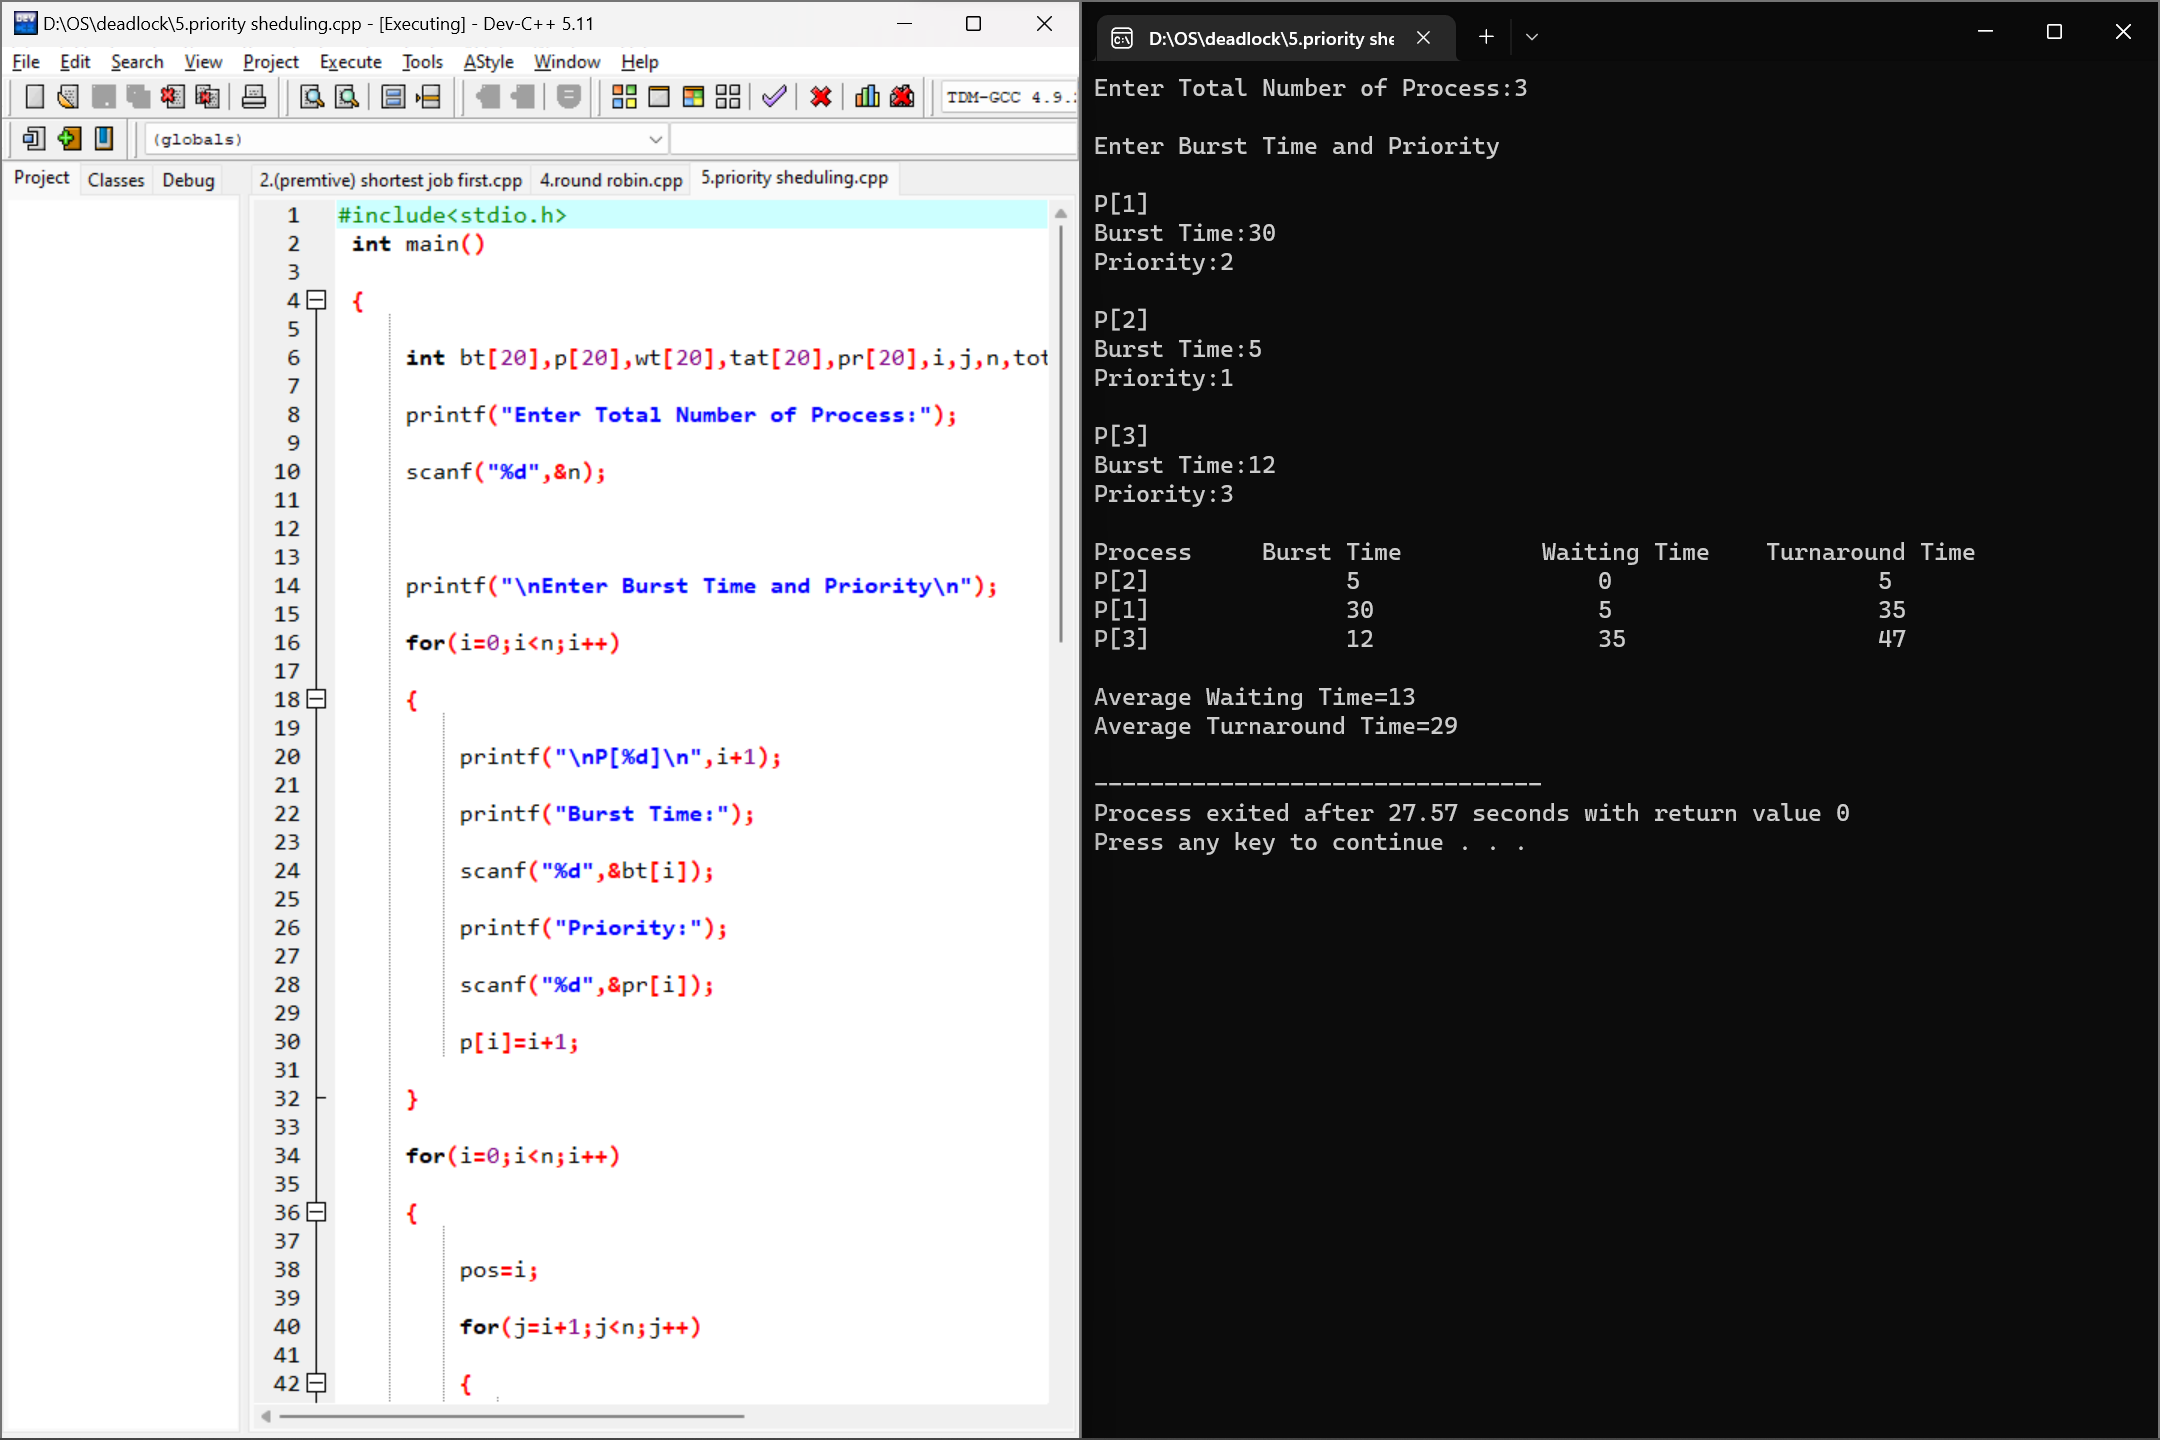 D:\OS\deadlock\5.priority sheduling.cpp - [Executing] - Dev-C++ 5.11
File Edit Search View Project Execute Tools AStyle Window Help
TDM-GCC 4.9.
(globals)
Project Classes Debug
2.(premtive) shortest job first.cpp 4.round robin.cpp 5.priority sheduling.cpp
1 #include<stdio.h>
2 int main()
3
4 {
5
6 int bt[20],p[20],wt[20],tat[20],pr[20],i,j,n,tot
7
8 printf("Enter Total Number of Process:");
9
10 scanf("%d",&n);
11
12
13
14 printf("\nEnter Burst Time and Priority\n");
15
16 for(i=0;i<n;i++)
17
18 {
19
20 printf("\nP[%d]\n",i+1);
21
22 printf("Burst Time:");
23
24 scanf("%d",&bt[i]);
25
26 printf("Priority:");
27
28 scanf("%d",&pr[i]);
29
30 p[i]=i+1;
31
32 }
33
34 for(i=0;i<n;i++)
35
36 {
37
38 pos=i;
39
40 for(j=i+1;j<n;j++)
41
42 {
D:\OS\deadlock\5.priority she
Enter Total Number of Process:3
Enter Burst Time and Priority
P[1]
Burst Time:30
Priority:2
P[2]
Burst Time:5
Priority:1
P[3]
Burst Time:12
Priority:3
Process Burst Time Waiting Time Turnaround Time
P[2] 5 0 5
P[1] 30 5 35
P[3] 12 35 47
Average Waiting Time=13
Average Turnaround Time=29
--------------------------------
Process exited after 27.57 seconds with return value 0
Press any key to continue . . .